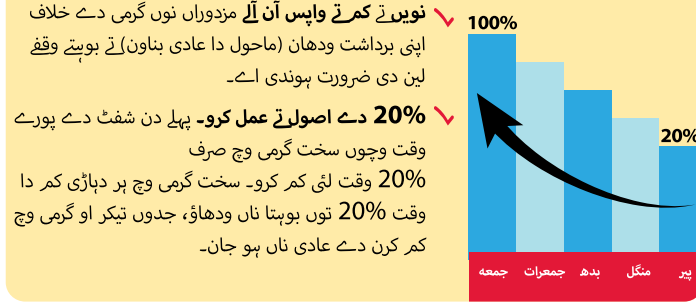 نویں تے کم تے واپس آن آلے مزدوراں نوں گرمی دے خلاف
اپنی برداشت ودھان (ماحول دا عادی بناون) تے بوہتے وقفے
لین دی ضرورت ہوندی اے۔
20% دے اصول تے عمل کرو۔ پہلے دن شفٹ دے پورے
وقت وچوں سخت گرمی وچ صرف
20% وقت لئی کم کرو۔ سخت گرمی وچ ہر دہاڑی کم دا
وقت 20% توں بوہتا ناں ودھاؤ، جدوں تیکر او گرمی وچ
کم کرن دے عادی ناں ہو جان۔
100%
20%
پیر
منگل
بدھ
جمعرات
جمعہ